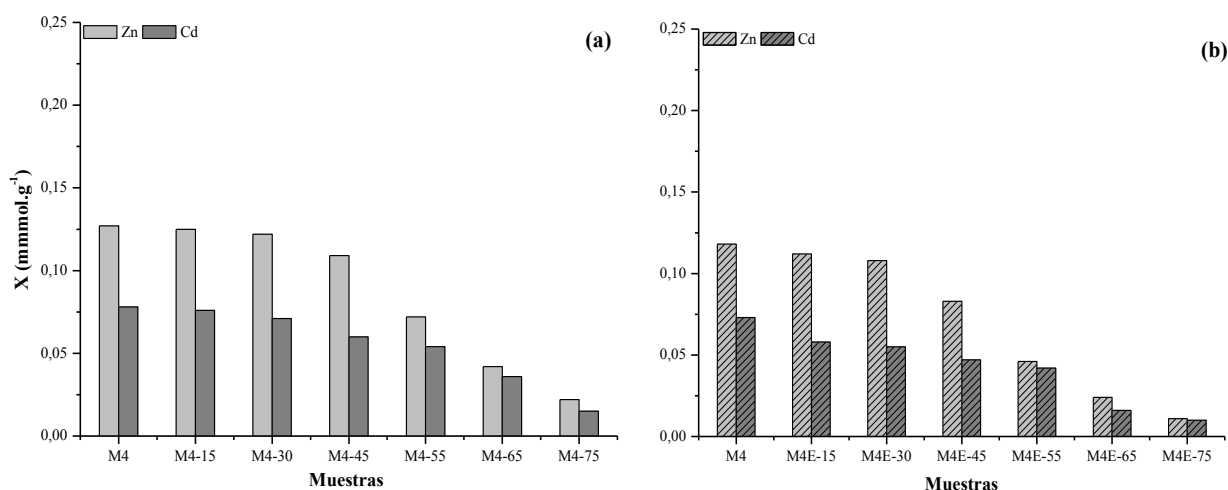 0,25
Zn Cd
(a)
0,20
0,15
0,10
0,05
0,00
X (mmmol.g⁻¹)
M4 M4-15 M4-30 M4-45 M4-55 M4-65 M4-75
Muestras
0,25
Zn Cd
(b)
0,20
0,15
0,10
0,05
0,00
M4 M4E-15 M4E-30 M4E-45 M4E-55 M4E-65 M4E-75
Muestras